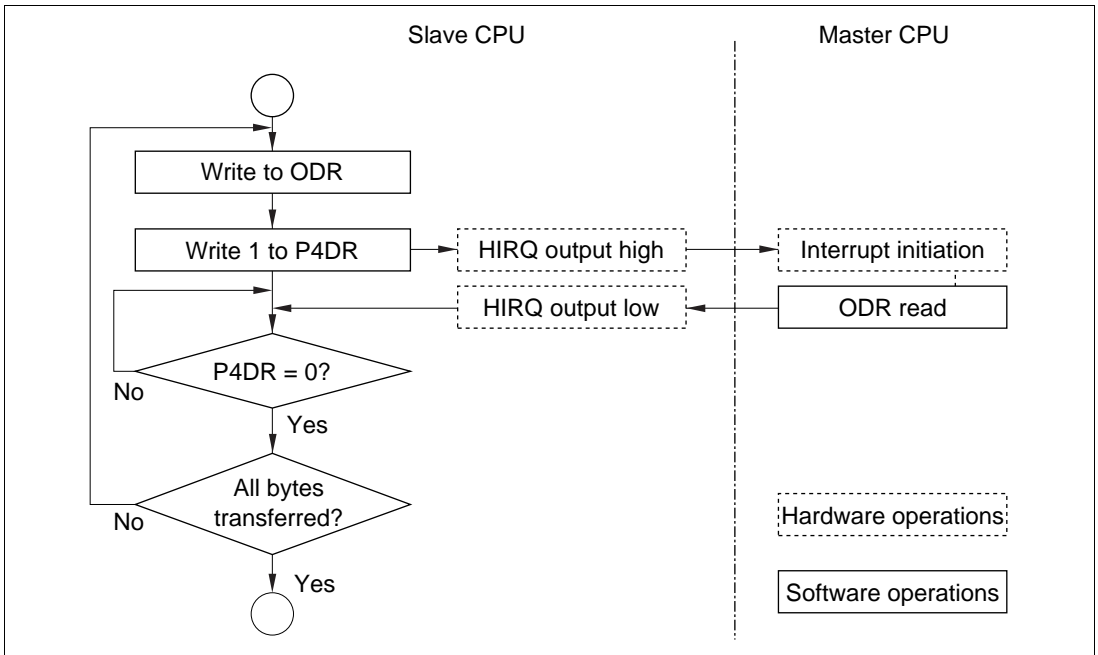 Slave CPU
Master CPU
Write to ODR
Write 1 to P4DR
HIRQ output high
Interrupt initiation
HIRQ output low
ODR read
P4DR = 0?
No
Yes
All bytes
transferred?
No
Yes
Hardware operations
Software operations